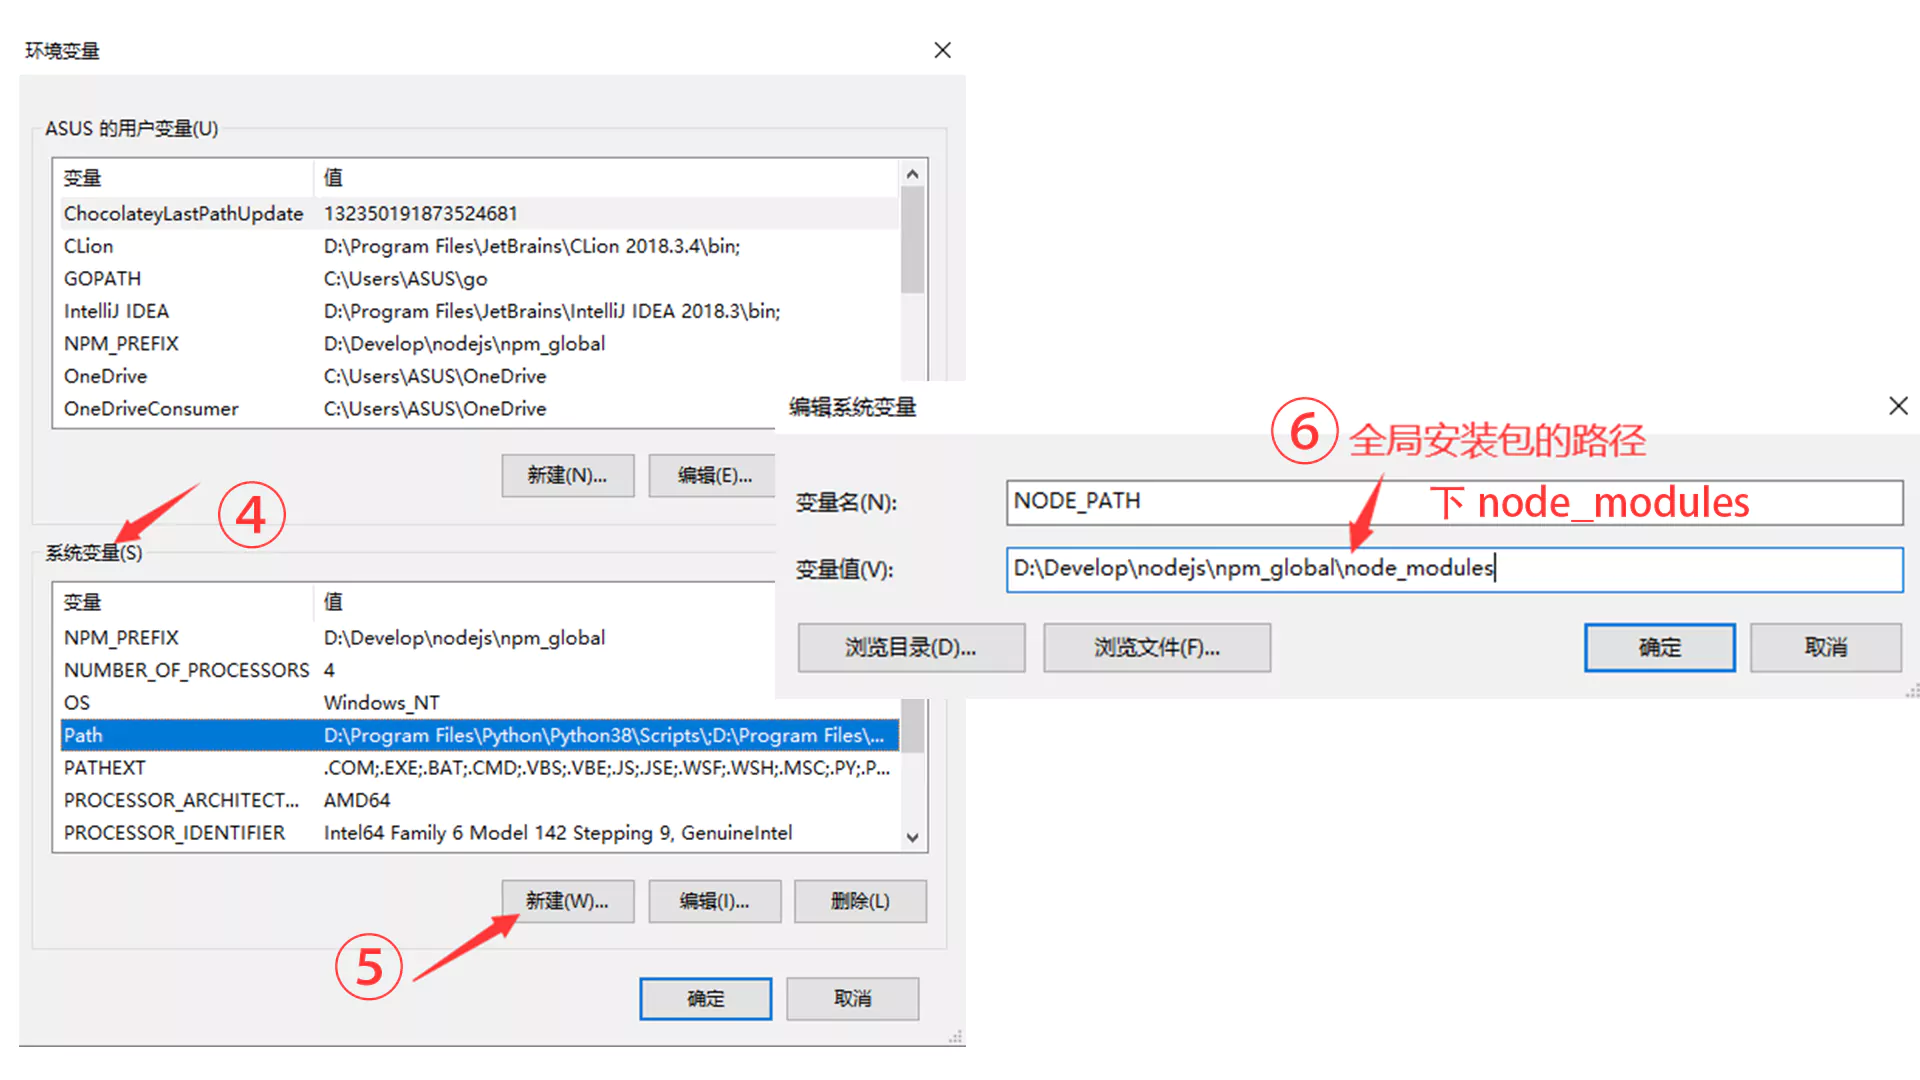 环境变量
ASUS 的用户变量(U)
变量 值
ChocolateyLastPathUpdate 132350191873524681
CLion D:\Program Files\JetBrains\CLion 2018.3.4\bin;
GOPATH C:\Users\ASUS\go
IntelliJ IDEA D:\Program Files\JetBrains\IntelliJ IDEA 2018.3\bin;
NPM_PREFIX D:\Develop\nodejs\npm_global
OneDrive C:\Users\ASUS\OneDrive
OneDriveConsumer C:\Users\ASUS\OneDrive
新建(N)... 编辑(E)...
④
系统变量(S)
变量 值
NPM_PREFIX D:\Develop\nodejs\npm_global
NUMBER_OF_PROCESSORS 4
OS Windows_NT
Path D:\Program Files\Python\Python38\Scripts\;D:\Program Files\...
PATHEXT .COM;.EXE;.BAT;.CMD;.VBS;.VBE;.JS;.JSE;.WSF;.WSH;.MSC;.PY;.P...
PROCESSOR_ARCHITECT... AMD64
PROCESSOR_IDENTIFIER Intel64 Family 6 Model 142 Stepping 9, GenuineIntel
新建(W)... 编辑(I)... 删除(L)
⑤
确定 取消
编辑系统变量
⑥ 全局安装包的路径
下 node_modules
变量名(N): NODE_PATH
变量值(V): D:\Develop\nodejs\npm_global\node_modules
浏览目录(D)... 浏览文件(F)... 确定 取消